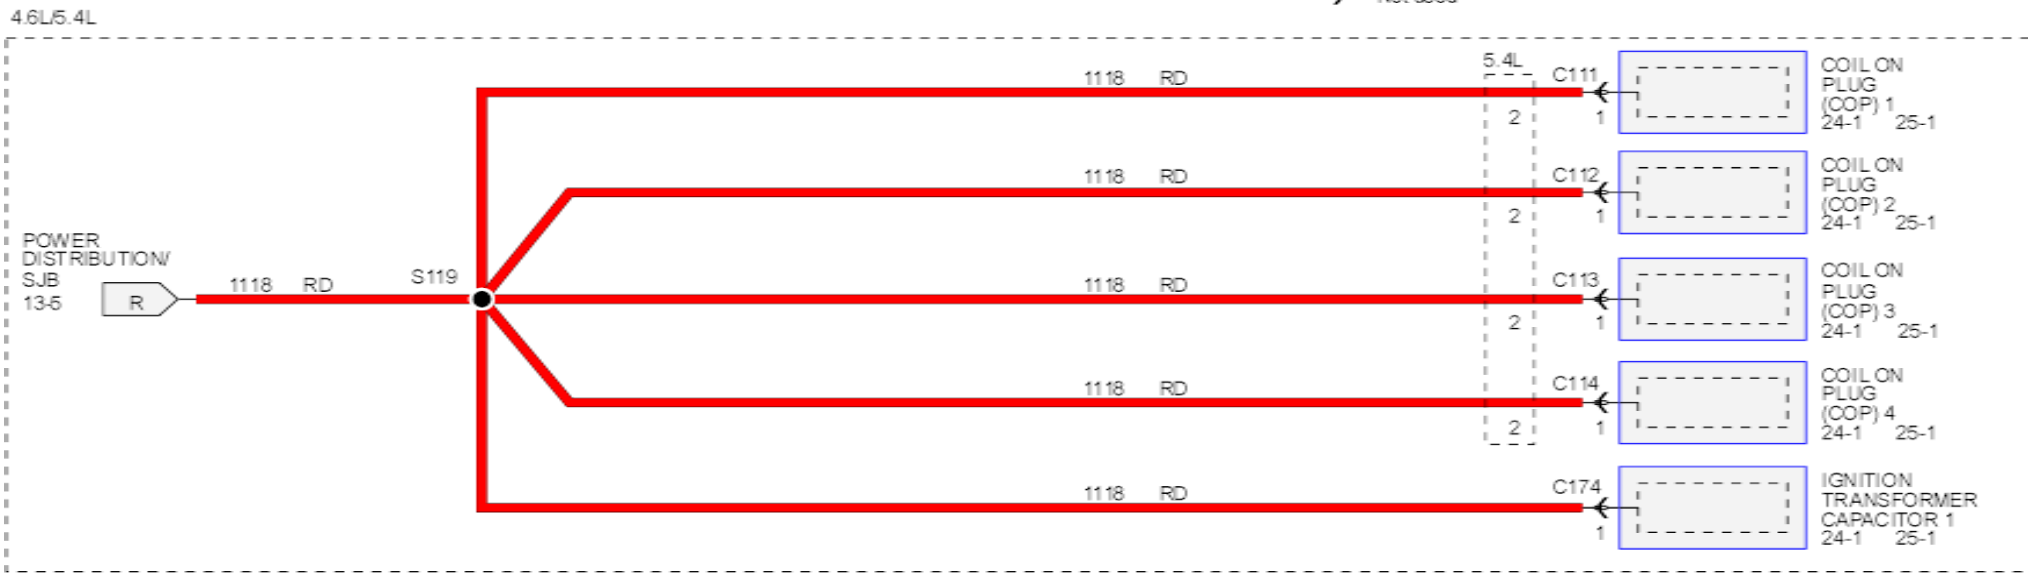 Not used
4.6L/5.4L
5.4L
1118 RD
C111
2
1
COIL ON
PLUG
(COP) 1
24-1 25-1
1118 RD
C112
2
1
COIL ON
PLUG
(COP) 2
24-1 25-1
POWER
DISTRIBUTION/
SJB
13-5
R
1118 RD
S119
1118 RD
C113
2
1
COIL ON
PLUG
(COP) 3
24-1 25-1
1118 RD
C114
2
1
COIL ON
PLUG
(COP) 4
24-1 25-1
1118 RD
C174
1
IGNITION
TRANSFORMER
CAPACITOR 1
24-1 25-1